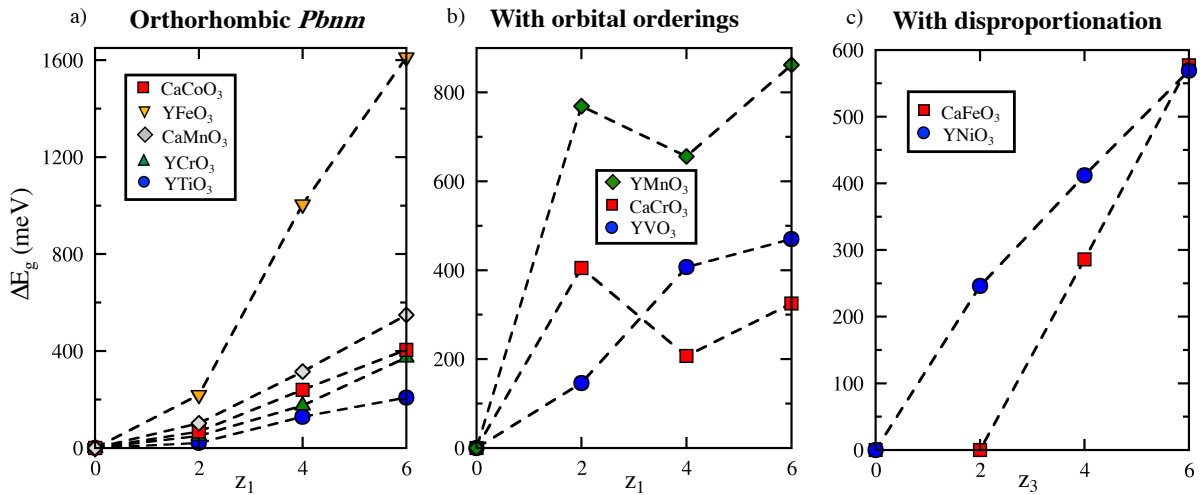 a) Orthorhombic Pbnm
ΔE_g (meV)
1600
1200
800
400
0
CaCoO₃
YFeO₃
CaMnO₃
YCrO₃
YTiO₃
0 2 4 6
z₁
b) With orbital orderings
800
600
400
200
0
YMnO₃
CaCrO₃
YVO₃
0 2 4 6
z₁
c) With disproportionation
600
500
400
300
200
100
0
CaFeO₃
YNiO₃
0 2 4 6
z₃